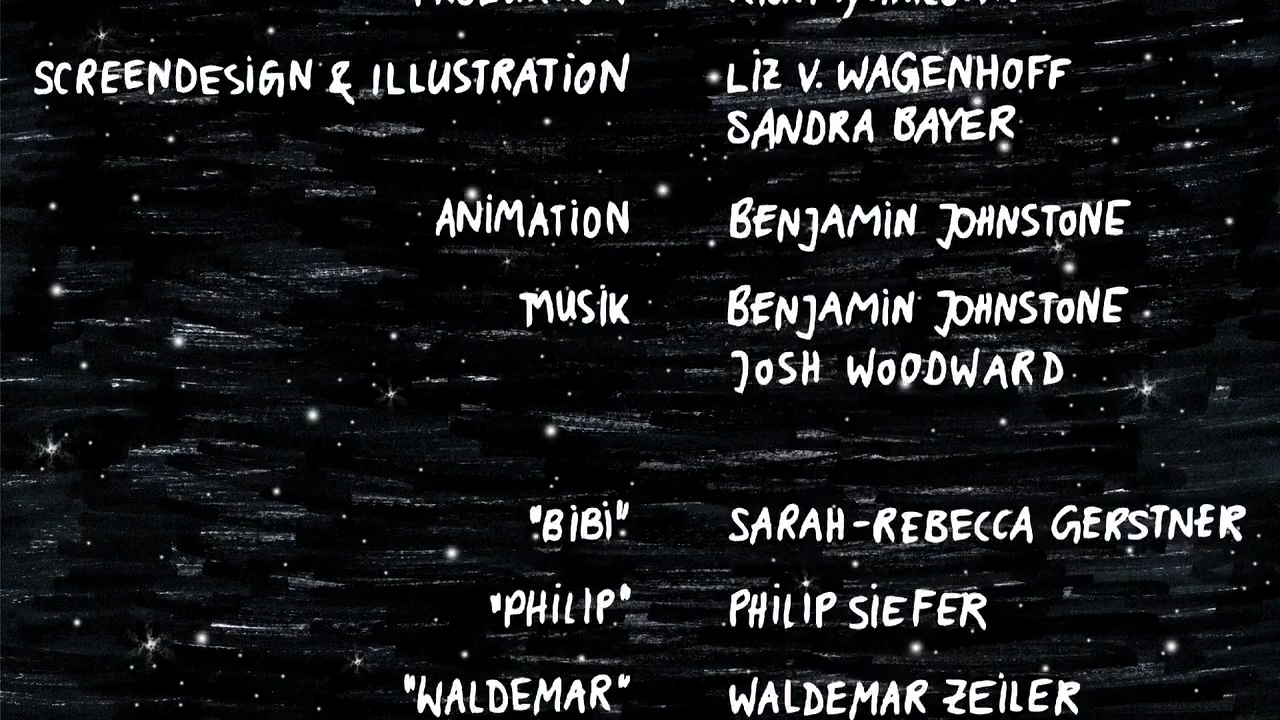 SCREENDESIGN & ILLUSTRATION LIZ V. WAGENHOFF
SANDRA BAYER
ANIMATION BENJAMIN JOHNSTONE
MUSIK BENJAMIN JOHNSTONE
JOSH WOODWARD
"BIBI" SARAH-REBECCA GERSTNER
"PHILIP" PHILIP SIEFER
"WALDEMAR" WALDEMAR ZEILER